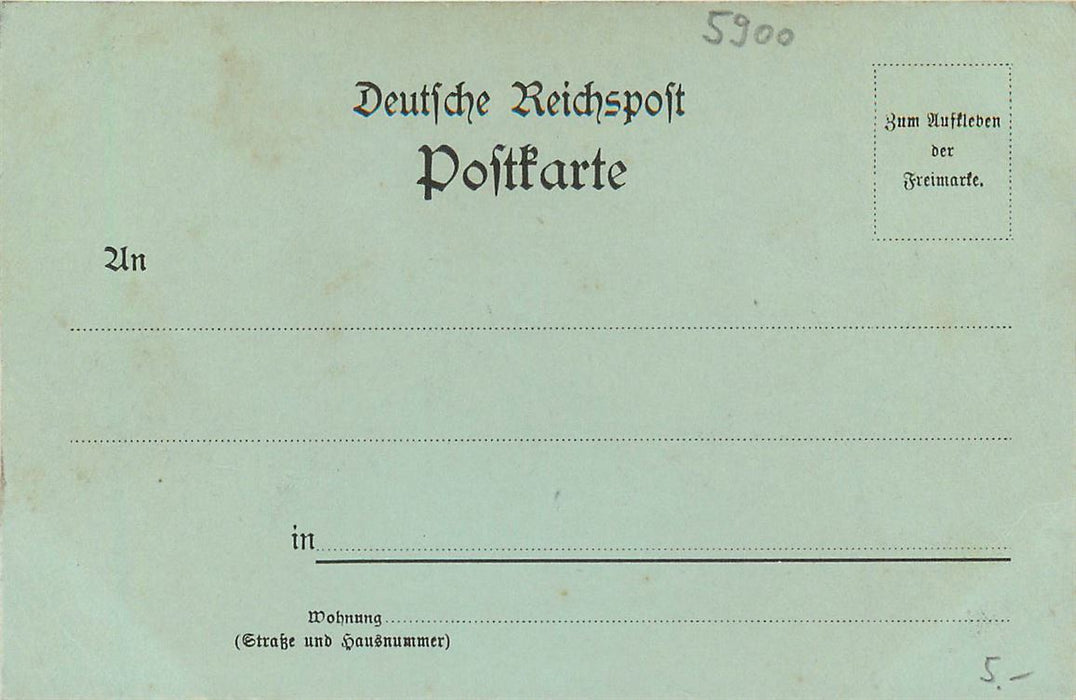 5900
Deutsche Reichspost
Postkarte
Zum Aufkleben
der
Freimarke.
An
in
Wohnung
(Straße und Hausnummer)
5.-